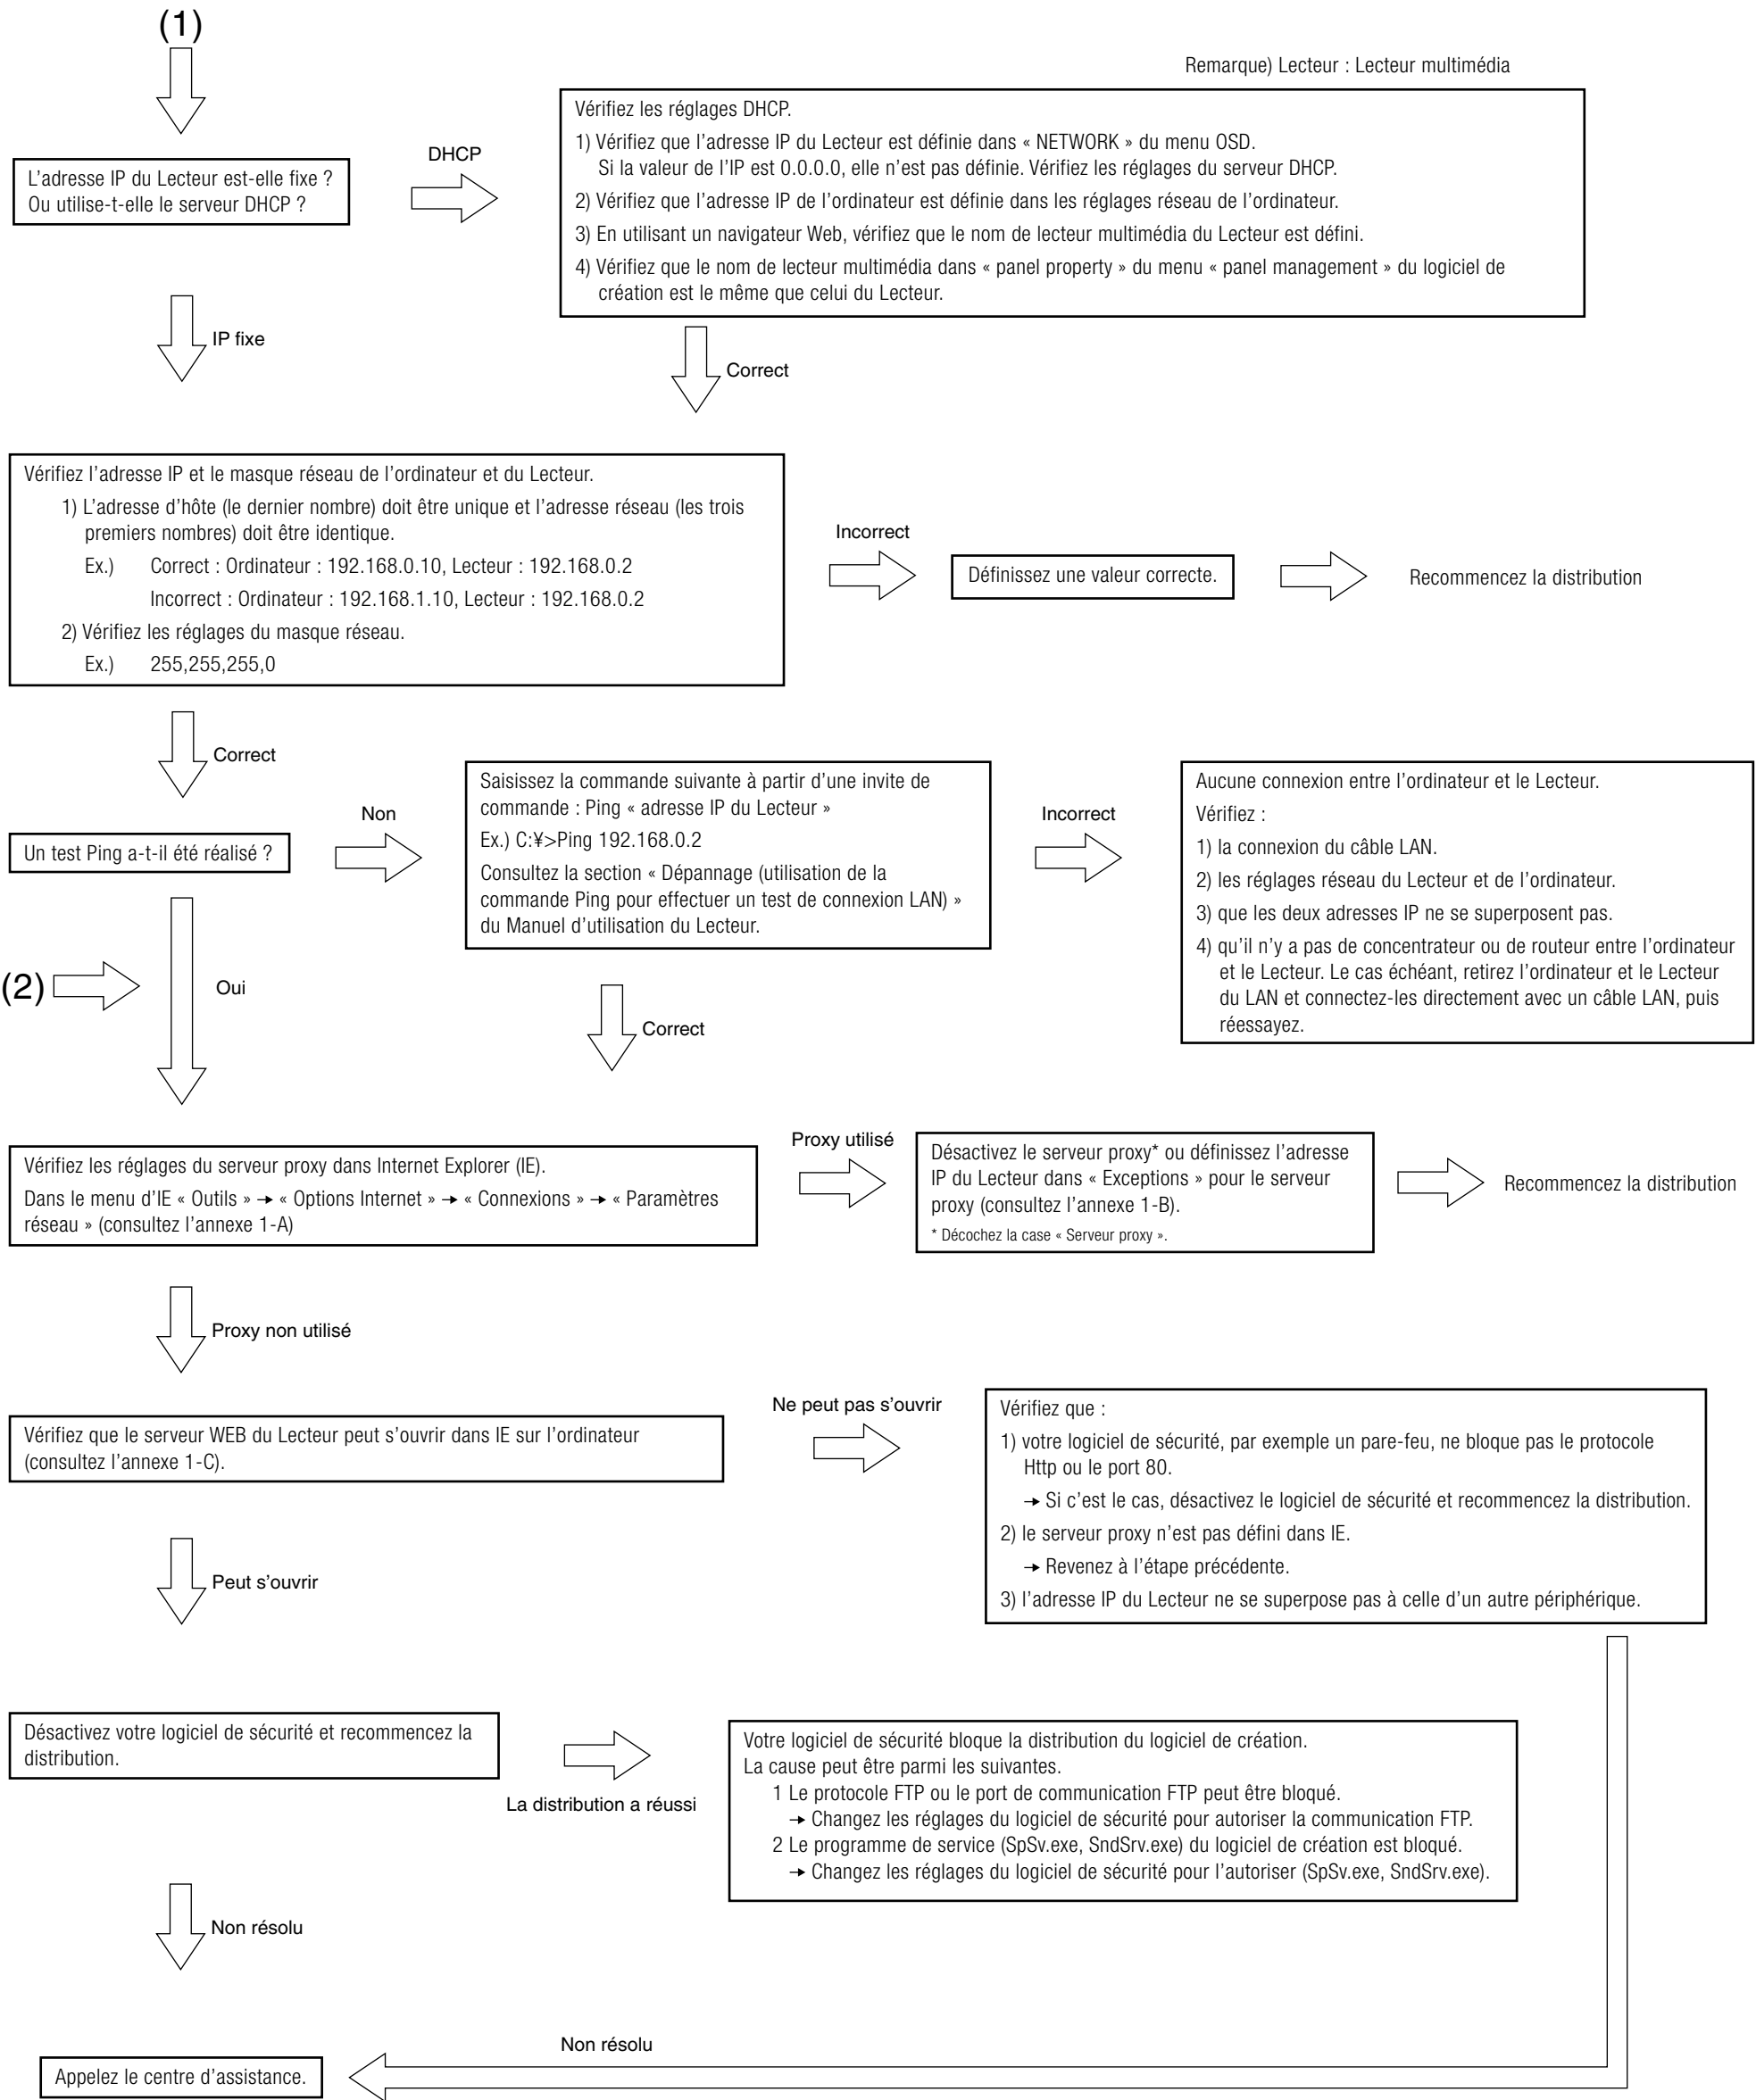 (1)
Remarque) Lecteur : Lecteur multimédia
L’adresse IP du Lecteur est-elle fixe ?
Ou utilise-t-elle le serveur DHCP ?
DHCP
Vérifiez les réglages DHCP.
1) Vérifiez que l’adresse IP du Lecteur est définie dans « NETWORK » du menu OSD.
Si la valeur de l’IP est 0.0.0.0, elle n’est pas définie. Vérifiez les réglages du serveur DHCP.
2) Vérifiez que l’adresse IP de l’ordinateur est définie dans les réglages réseau de l’ordinateur.
3) En utilisant un navigateur Web, vérifiez que le nom de lecteur multimédia du Lecteur est défini.
4) Vérifiez que le nom de lecteur multimédia dans « panel property » du menu « panel management » du logiciel de
création est le même que celui du Lecteur.
IP fixe
Correct
Vérifiez l’adresse IP et le masque réseau de l’ordinateur et du Lecteur.
1) L’adresse d’hôte (le dernier nombre) doit être unique et l’adresse réseau (les trois
premiers nombres) doit être identique.
Ex.) Correct : Ordinateur : 192.168.0.10, Lecteur : 192.168.0.2
Incorrect : Ordinateur : 192.168.1.10, Lecteur : 192.168.0.2
2) Vérifiez les réglages du masque réseau.
Ex.) 255,255,255,0
Incorrect
Définissez une valeur correcte.
Recommencez la distribution
Correct
Un test Ping a-t-il été réalisé ?
Non
Saisissez la commande suivante à partir d’une invite de
commande : Ping « adresse IP du Lecteur »
Ex.) C:¥>Ping 192.168.0.2
Consultez la section « Dépannage (utilisation de la
commande Ping pour effectuer un test de connexion LAN) »
du Manuel d’utilisation du Lecteur.
Incorrect
Aucune connexion entre l’ordinateur et le Lecteur.
Vérifiez :
1) la connexion du câble LAN.
2) les réglages réseau du Lecteur et de l’ordinateur.
3) que les deux adresses IP ne se superposent pas.
4) qu’il n’y a pas de concentrateur ou de routeur entre l’ordinateur
et le Lecteur. Le cas échéant, retirez l’ordinateur et le Lecteur
du LAN et connectez-les directement avec un câble LAN, puis
réessayez.
(2)
Oui
Correct
Vérifiez les réglages du serveur proxy dans Internet Explorer (IE).
Dans le menu d’IE « Outils » → « Options Internet » → « Connexions » → « Paramètres
réseau » (consultez l’annexe 1-A)
Proxy utilisé
Désactivez le serveur proxy* ou définissez l’adresse
IP du Lecteur dans « Exceptions » pour le serveur
proxy (consultez l’annexe 1-B).
* Décochez la case « Serveur proxy ».
Recommencez la distribution
Proxy non utilisé
Vérifiez que le serveur WEB du Lecteur peut s’ouvrir dans IE sur l’ordinateur
(consultez l’annexe 1-C).
Ne peut pas s’ouvrir
Vérifiez que :
1) votre logiciel de sécurité, par exemple un pare-feu, ne bloque pas le protocole
Http ou le port 80.
→ Si c’est le cas, désactivez le logiciel de sécurité et recommencez la distribution.
2) le serveur proxy n’est pas défini dans IE.
→ Revenez à l’étape précédente.
3) l’adresse IP du Lecteur ne se superpose pas à celle d’un autre périphérique.
Peut s’ouvrir
Désactivez votre logiciel de sécurité et recommencez la
distribution.
La distribution a réussi
Votre logiciel de sécurité bloque la distribution du logiciel de création.
La cause peut être parmi les suivantes.
1 Le protocole FTP ou le port de communication FTP peut être bloqué.
→ Changez les réglages du logiciel de sécurité pour autoriser la communication FTP.
2 Le programme de service (SpSv.exe, SndSrv.exe) du logiciel de création est bloqué.
→ Changez les réglages du logiciel de sécurité pour l’autoriser (SpSv.exe, SndSrv.exe).
Non résolu
Non résolu
Appelez le centre d’assistance.